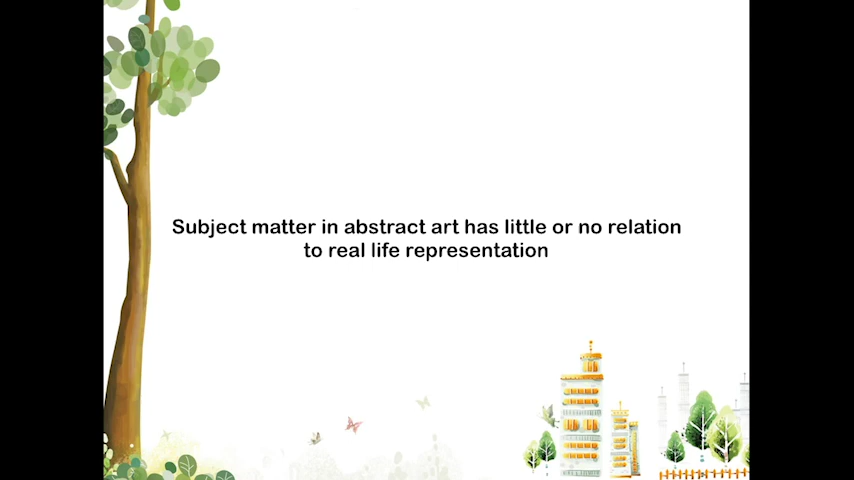 Subject matter in abstract art has little or no relation
to real life representation